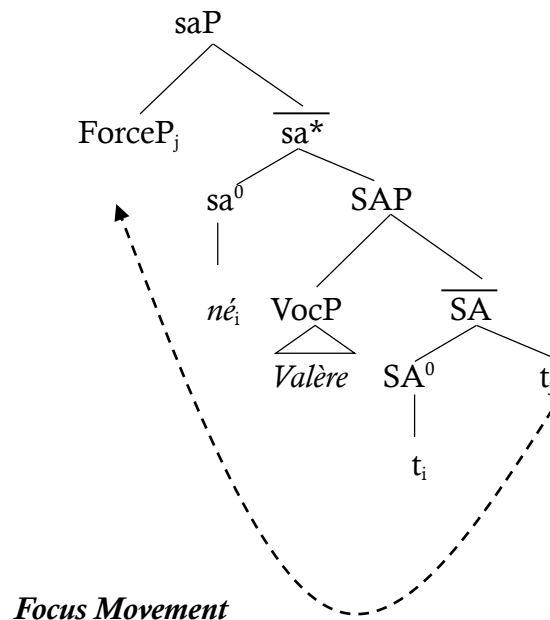 saP
ForcePⱼ sa*
sa⁰ SAP
néᵢ VocP SA
Valère SA⁰ tⱼ
tᵢ
Focus Movement